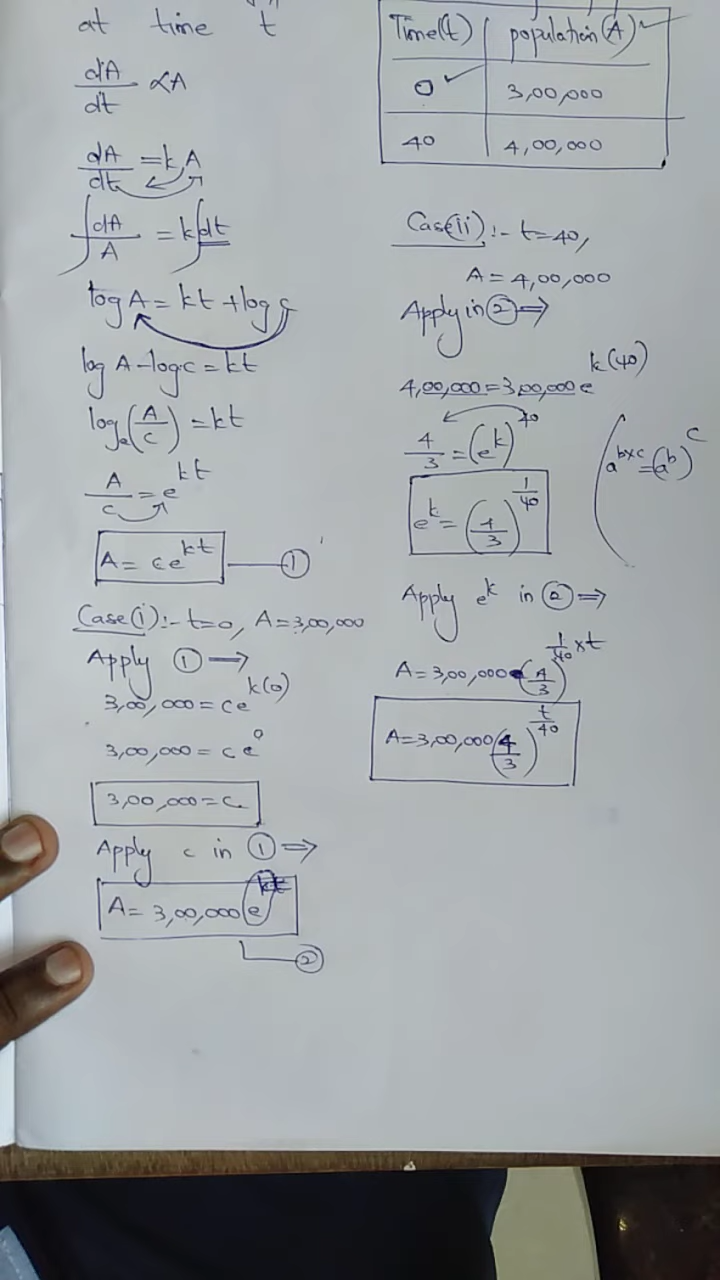 at time t
dA/dt ∝A
dA/dt =kA
∫dA/A = k∫dt
log A= kt +log c
log A-log c = kt
logₑ(A/c) =kt
A/c = e^kt
A= ce^kt —①
Case(i):- t=0, A=3,00,000
Apply ①→
3,00,000 = ce^k(0)
3,00,000 = c e^0
3,00,000 = c
Apply c in ①⇒
A= 3,00,000 e^kt
②
Time(t) population(A)
0 3,00,000
40 4,00,000
Case(ii):- t=40,
A= 4,00,000
Apply in ②⇒
4,00,000=3,00,000e^k(40)
4/3 =(e^k)^40
a^b×c=(a^b)^c
e^k= (4/3)^1/40
Apply e^k in ②⇒
A= 3,00,000 (4/3)^1/40 ×t
A=3,00,000(4/3)^t/40